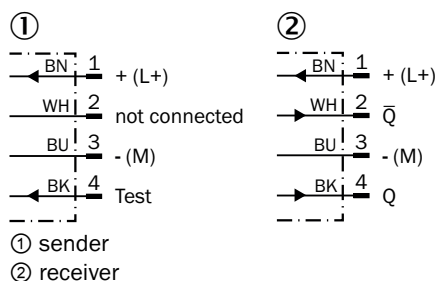 ①
BN 1 + (L+)
WH 2 not connected
BU 3 - (M)
BK 4 Test
②
BN 1 + (L+)
WH 2 Q̅
BU 3 - (M)
BK 4 Q
① sender
② receiver